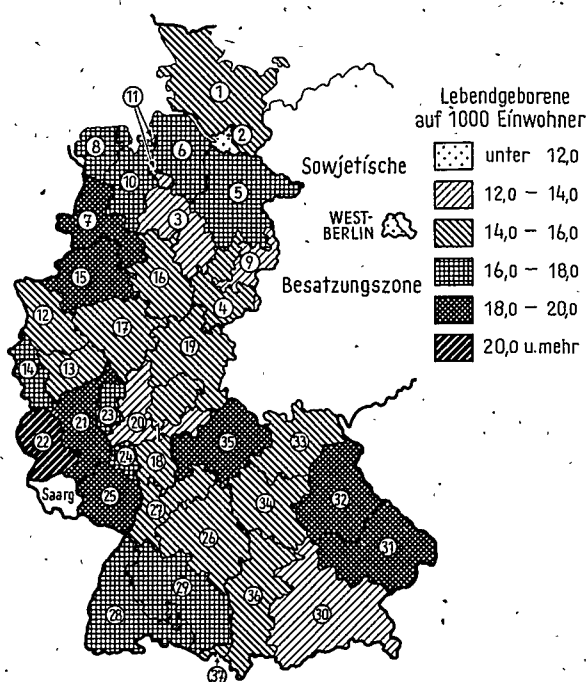 Lebendgeborene
auf 1000 Einwohner
unter 12,0
12,0 – 14,0
14,0 – 16,0
16,0 – 18,0
18,0 – 20,0
20,0 u.mehr
Sowjetische
WEST-
BERLIN
Besatzungszone
1
11
2
8
6
10
5
7
3
9
15
16
4
12
17
19
14
13
23
20
21
22
24
18
35
33
Saarg
25
27
34
32
26
31
29
28
36
30
37